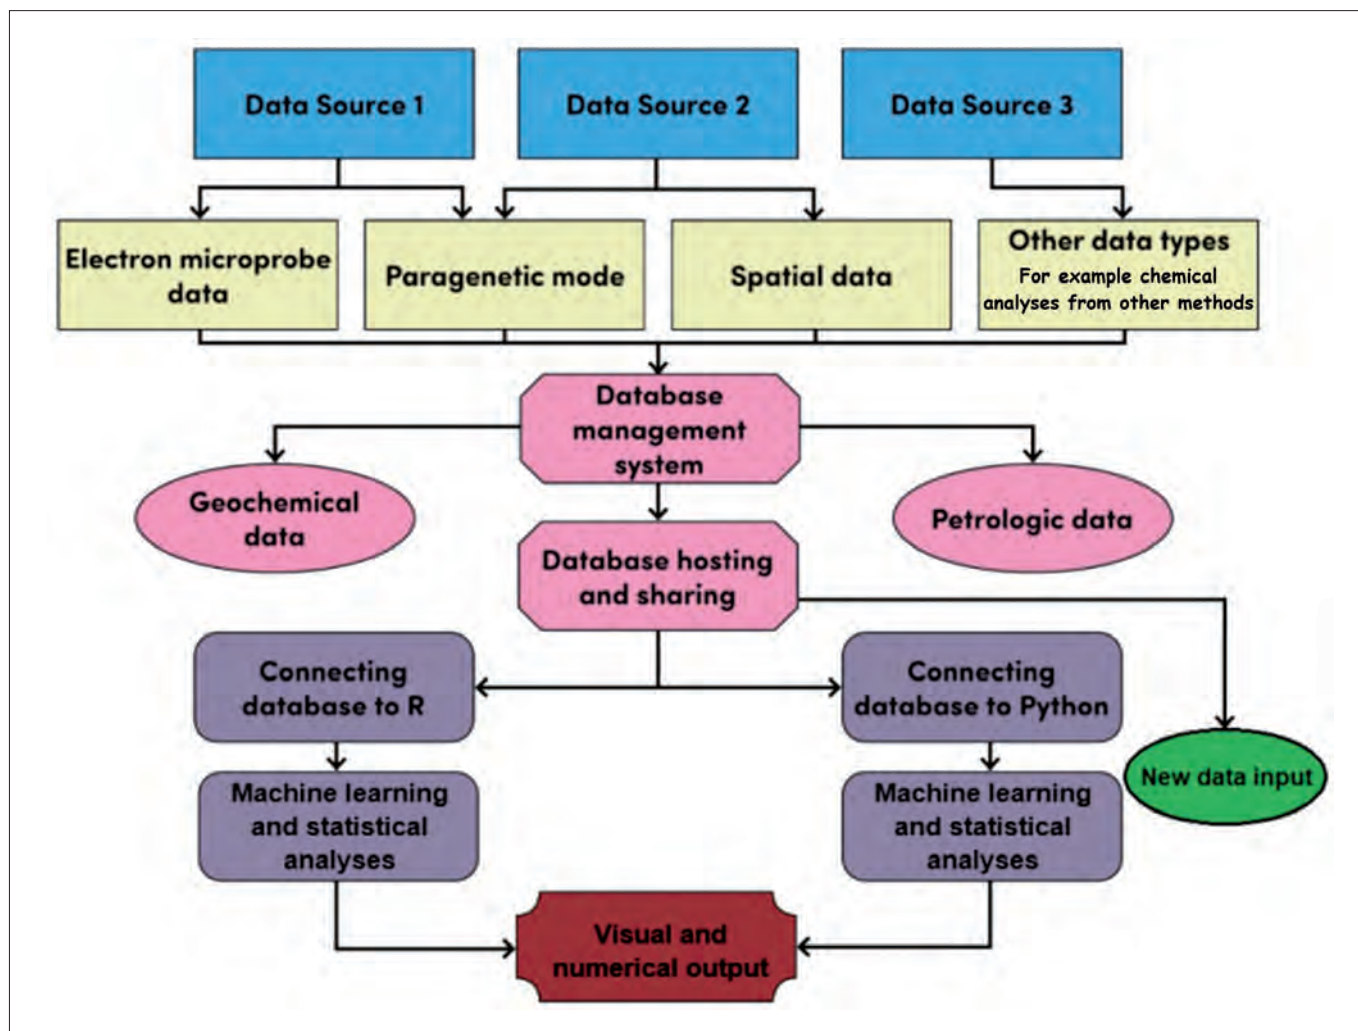 Data Source 1
Data Source 2
Data Source 3
Electron microprobe
data
Paragenetic mode
Spatial data
Other data types
For example chemical
analyses from other methods
Database
management
system
Geochemical
data
Petrologic data
Database hosting
and sharing
Connecting
database to R
Connecting
database to Python
New data input
Machine learning
and statistical
analyses
Machine learning
and statistical
analyses
Visual and
numerical output